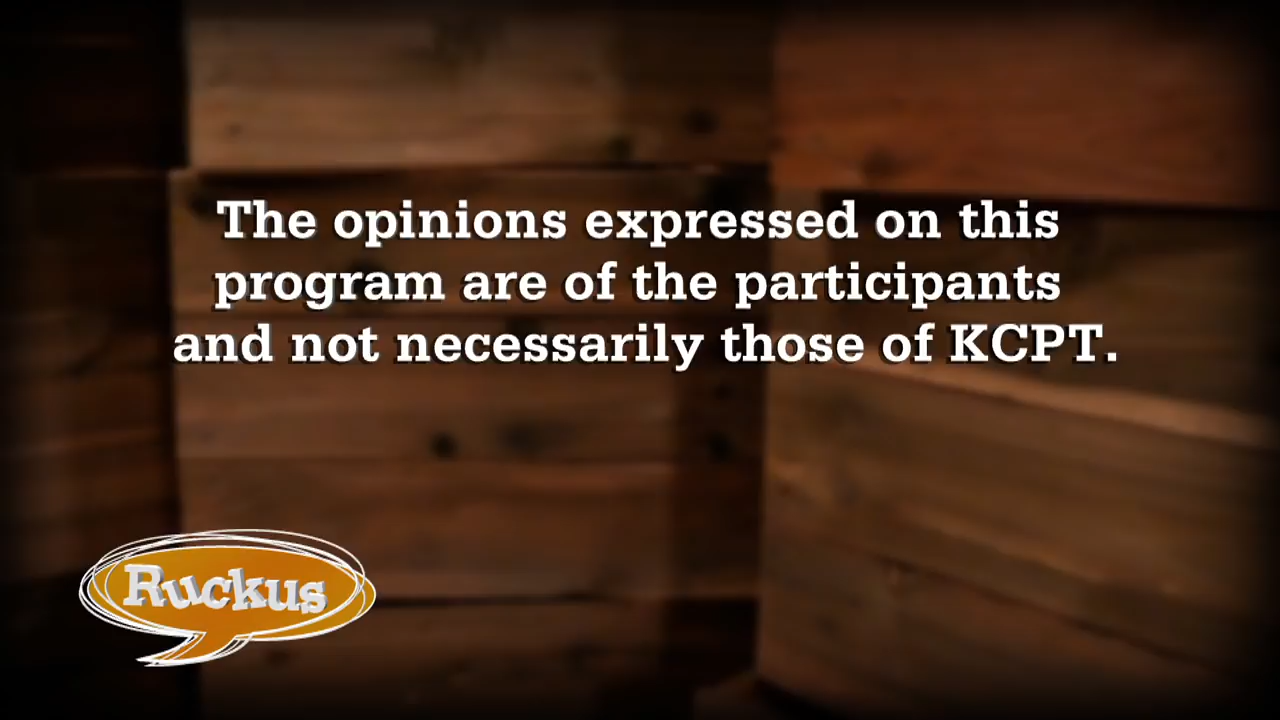 The opinions expressed on this
program are of the participants
and not necessarily those of KCPT.
Ruckus